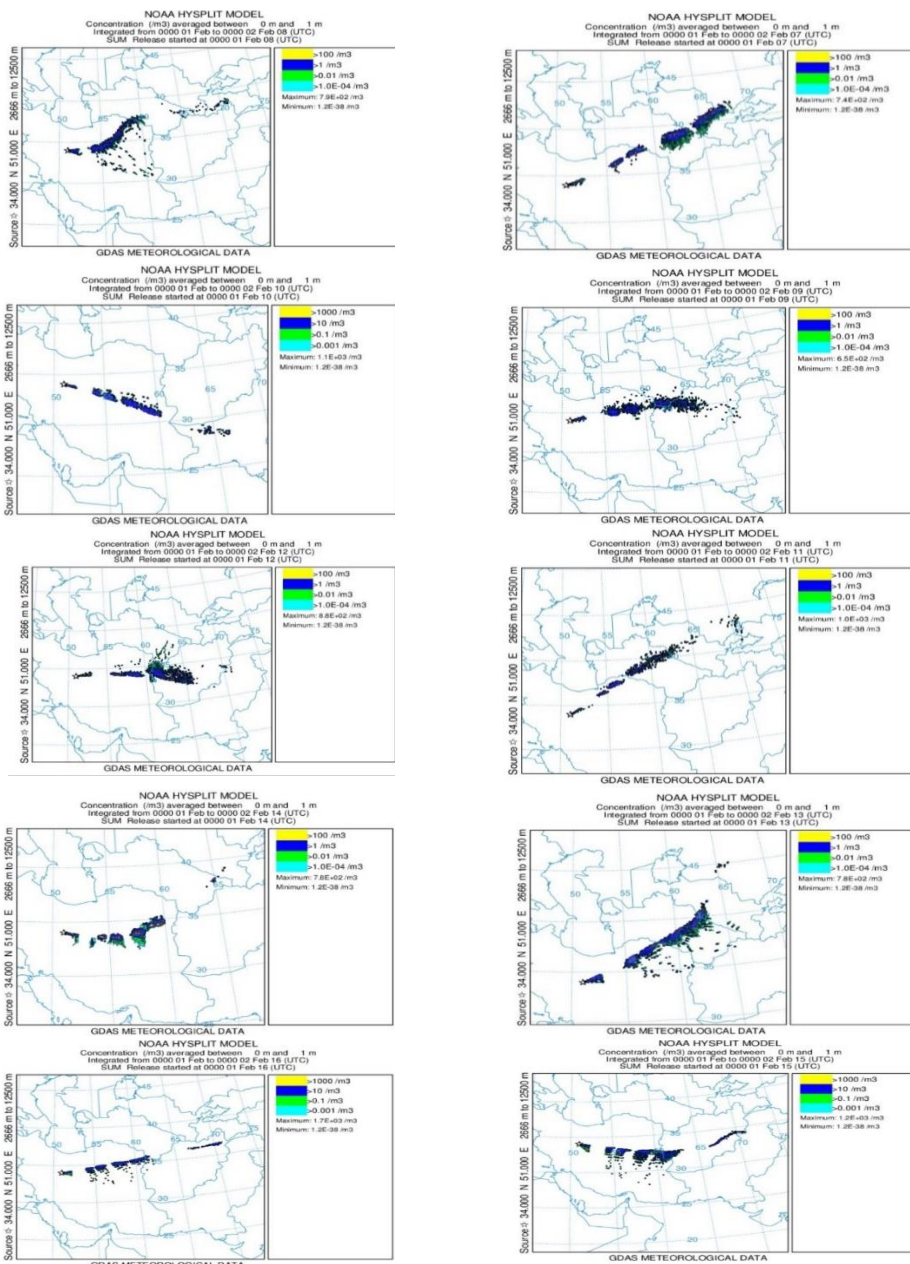 NOAA HYSPLIT MODEL
Concentration (/m3) averaged between 0 m and 1 m
Integrated from 0000 01 Feb to 0000 02 Feb 08 (UTC)
SUM Release started at 0000 01 Feb 08 (UTC)
Source ☆ 34.000 N 51.000 E 2666 m to 12500 m
>100 /m3
>1 /m3
>0.01 /m3
>1.0E-04 /m3
Maximum: 7.9E+02 /m3
Minimum: 1.2E-38 /m3
GDAS METEOROLOGICAL DATA
NOAA HYSPLIT MODEL
Concentration (/m3) averaged between 0 m and 1 m
Integrated from 0000 01 Feb to 0000 02 Feb 07 (UTC)
SUM Release started at 0000 01 Feb 07 (UTC)
Source ☆ 34.000 N 51.000 E 2666 m to 12500 m
>100 /m3
>1 /m3
>0.01 /m3
>1.0E-04 /m3
Maximum: 7.4E+02 /m3
Minimum: 1.2E-38 /m3
GDAS METEOROLOGICAL DATA
NOAA HYSPLIT MODEL
Concentration (/m3) averaged between 0 m and 1 m
Integrated from 0000 01 Feb to 0000 02 Feb 10 (UTC)
SUM Release started at 0000 01 Feb 10 (UTC)
Source ☆ 34.000 N 51.000 E 2666 m to 12500 m
>1000 /m3
>10 /m3
>0.1 /m3
>0.001 /m3
Maximum: 1.1E+03 /m3
Minimum: 1.2E-38 /m3
GDAS METEOROLOGICAL DATA
NOAA HYSPLIT MODEL
Concentration (/m3) averaged between 0 m and 1 m
Integrated from 0000 01 Feb to 0000 02 Feb 09 (UTC)
SUM Release started at 0000 01 Feb 09 (UTC)
Source ☆ 34.000 N 51.000 E 2666 m to 12500 m
>100 /m3
>1 /m3
>0.01 /m3
>1.0E-04 /m3
Maximum: 6.5E+02 /m3
Minimum: 1.2E-38 /m3
GDAS METEOROLOGICAL DATA
NOAA HYSPLIT MODEL
Concentration (/m3) averaged between 0 m and 1 m
Integrated from 0000 01 Feb to 0000 02 Feb 12 (UTC)
SUM Release started at 0000 01 Feb 12 (UTC)
Source ☆ 34.000 N 51.000 E 2666 m to 12500 m
>100 /m3
>1 /m3
>0.01 /m3
>1.0E-04 /m3
Maximum: 8.8E+02 /m3
Minimum: 1.2E-38 /m3
GDAS METEOROLOGICAL DATA
NOAA HYSPLIT MODEL
Concentration (/m3) averaged between 0 m and 1 m
Integrated from 0000 01 Feb to 0000 02 Feb 11 (UTC)
SUM Release started at 0000 01 Feb 11 (UTC)
Source ☆ 34.000 N 51.000 E 2666 m to 12500 m
>100 /m3
>1 /m3
>0.01 /m3
>1.0E-04 /m3
Maximum: 1.0E+03 /m3
Minimum: 1.2E-38 /m3
GDAS METEOROLOGICAL DATA
NOAA HYSPLIT MODEL
Concentration (/m3) averaged between 0 m and 1 m
Integrated from 0000 01 Feb to 0000 02 Feb 14 (UTC)
SUM Release started at 0000 01 Feb 14 (UTC)
Source ☆ 34.000 N 51.000 E 2666 m to 12500 m
>100 /m3
>1 /m3
>0.01 /m3
>1.0E-04 /m3
Maximum: 7.6E+02 /m3
Minimum: 1.2E-38 /m3
GDAS METEOROLOGICAL DATA
NOAA HYSPLIT MODEL
Concentration (/m3) averaged between 0 m and 1 m
Integrated from 0000 01 Feb to 0000 02 Feb 13 (UTC)
SUM Release started at 0000 01 Feb 13 (UTC)
Source ☆ 34.000 N 51.000 E 2666 m to 12500 m
>100 /m3
>1 /m3
>0.01 /m3
>1.0E-04 /m3
Maximum: 7.8E+02 /m3
Minimum: 1.2E-38 /m3
GDAS METEOROLOGICAL DATA
NOAA HYSPLIT MODEL
Concentration (/m3) averaged between 0 m and 1 m
Integrated from 0000 01 Feb to 0000 02 Feb 16 (UTC)
SUM Release started at 0000 01 Feb 16 (UTC)
Source ☆ 34.000 N 51.000 E 2666 m to 12500 m
>1000 /m3
>10 /m3
>0.1 /m3
>0.001 /m3
Maximum: 1.7E+03 /m3
Minimum: 1.2E-38 /m3
GDAS METEOROLOGICAL DATA
NOAA HYSPLIT MODEL
Concentration (/m3) averaged between 0 m and 1 m
Integrated from 0000 01 Feb to 0000 02 Feb 15 (UTC)
SUM Release started at 0000 01 Feb 15 (UTC)
Source ☆ 34.000 N 51.000 E 2666 m to 12500 m
>1000 /m3
>10 /m3
>0.1 /m3
>0.001 /m3
Maximum: 1.2E+03 /m3
Minimum: 1.2E-38 /m3
GDAS METEOROLOGICAL DATA